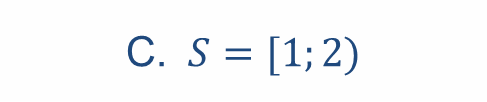 C. S = [1; 2)